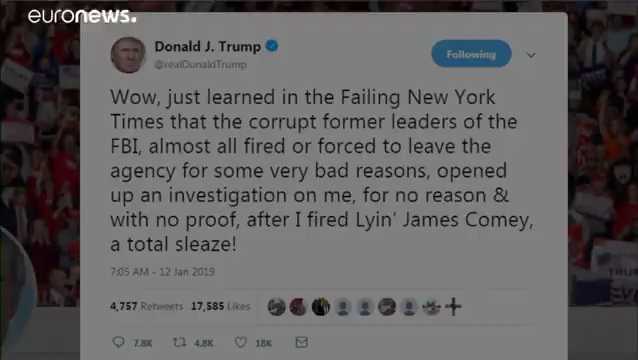 euronews.
Donald J. Trump
@realDonaldTrump
Following
Wow, just learned in the Failing New York
Times that the corrupt former leaders of the
FBI, almost all fired or forced to leave the
agency for some very bad reasons, opened
up an investigation on me, for no reason &
with no proof, after I fired Lyin’ James Comey,
a total sleaze!
7:05 AM - 12 Jan 2019
4,757 Retweets 17,585 Likes
7.8K 4.8K 18K